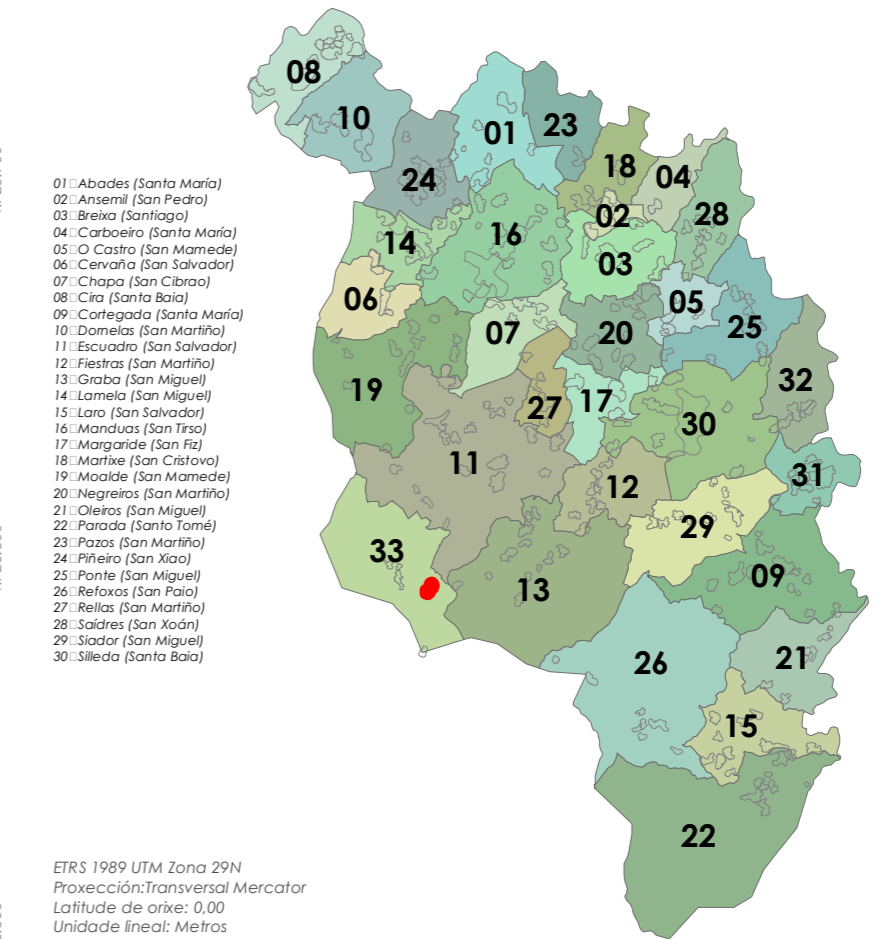 08
10
01
23
18
04
24
02
28
14
16
03
06
05
07
20
25
19
32
27
17
30
11
31
12
29
33
13
09
26
21
15
22
01 Abades (Santa María)
02 Ansemil (San Pedro)
03 Breixa (Santiago)
04 Carboeiro (Santa María)
05 O Castro (San Mamede)
06 Cervaña (San Salvador)
07 Chapa (San Cibrao)
08 Cira (Santa Baia)
09 Cortegada (Santa María)
10 Dornelas (San Martiño)
11 Escuadro (San Salvador)
12 Fiestras (San Martiño)
13 Graba (San Miguel)
14 Lamela (San Miguel)
15 Laro (San Salvador)
16 Manduas (San Tirso)
17 Margaride (San Fiz)
18 Martixe (San Cristovo)
19 Moalde (San Mamede)
20 Negreiros (San Martiño)
21 Oleiros (San Miguel)
22 Parada (Santo Tomé)
23 Pazos (San Martiño)
24 Piñeiro (San Xiao)
25 Ponte (San Miguel)
26 Refoxos (San Paio)
27 Rellas (San Martiño)
28 Saídres (San Xoán)
29 Siador (San Miguel)
30 Silleda (Santa Baia)
ETRS 1989 UTM Zona 29N
Proxección:Transversal Mercator
Latitude de orixe: 0,00
Unidade lineal: Metros